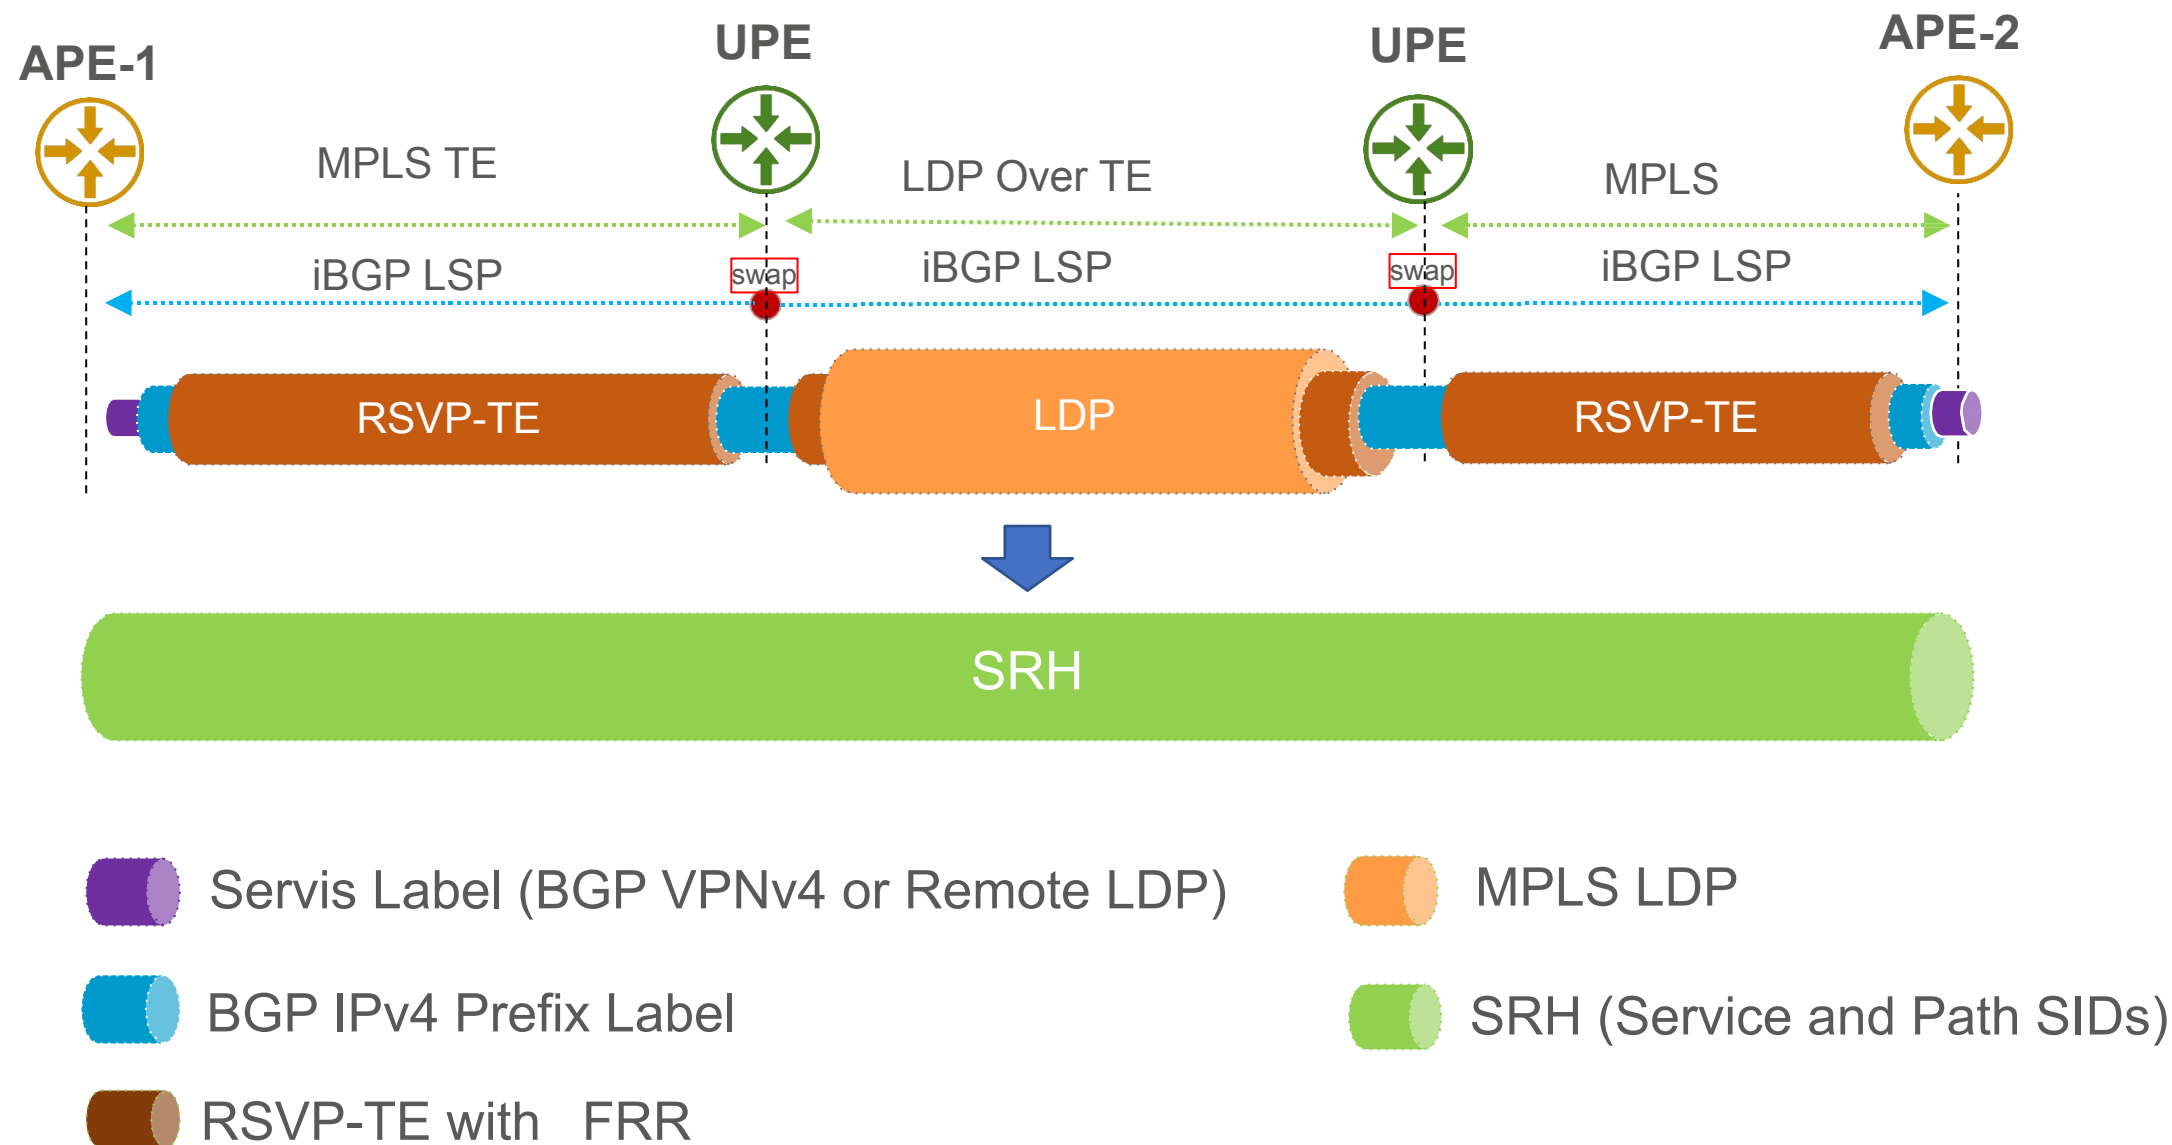 APE-1
UPE
UPE
APE-2
MPLS TE
LDP Over TE
MPLS
iBGP LSP
swap
iBGP LSP
swap
iBGP LSP
RSVP-TE
LDP
RSVP-TE
SRH
Servis Label (BGP VPNv4 or Remote LDP)
MPLS LDP
BGP IPv4 Prefix Label
SRH (Service and Path SIDs)
RSVP-TE with FRR